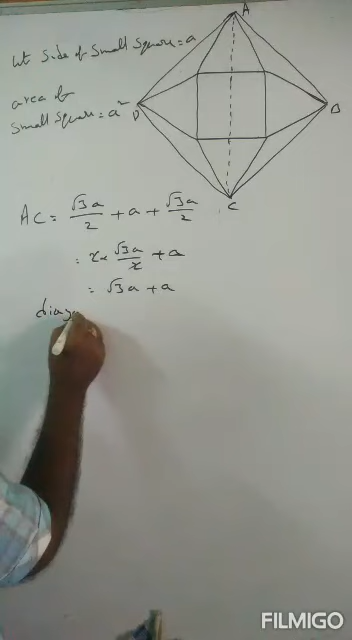 A
let side of small square = a
area of
small square = a²
D
B
C
AC = √3a/2 + a + √3a/2
= 2 × √3a/2 + a
= √3a + a
diag
FILMIGO